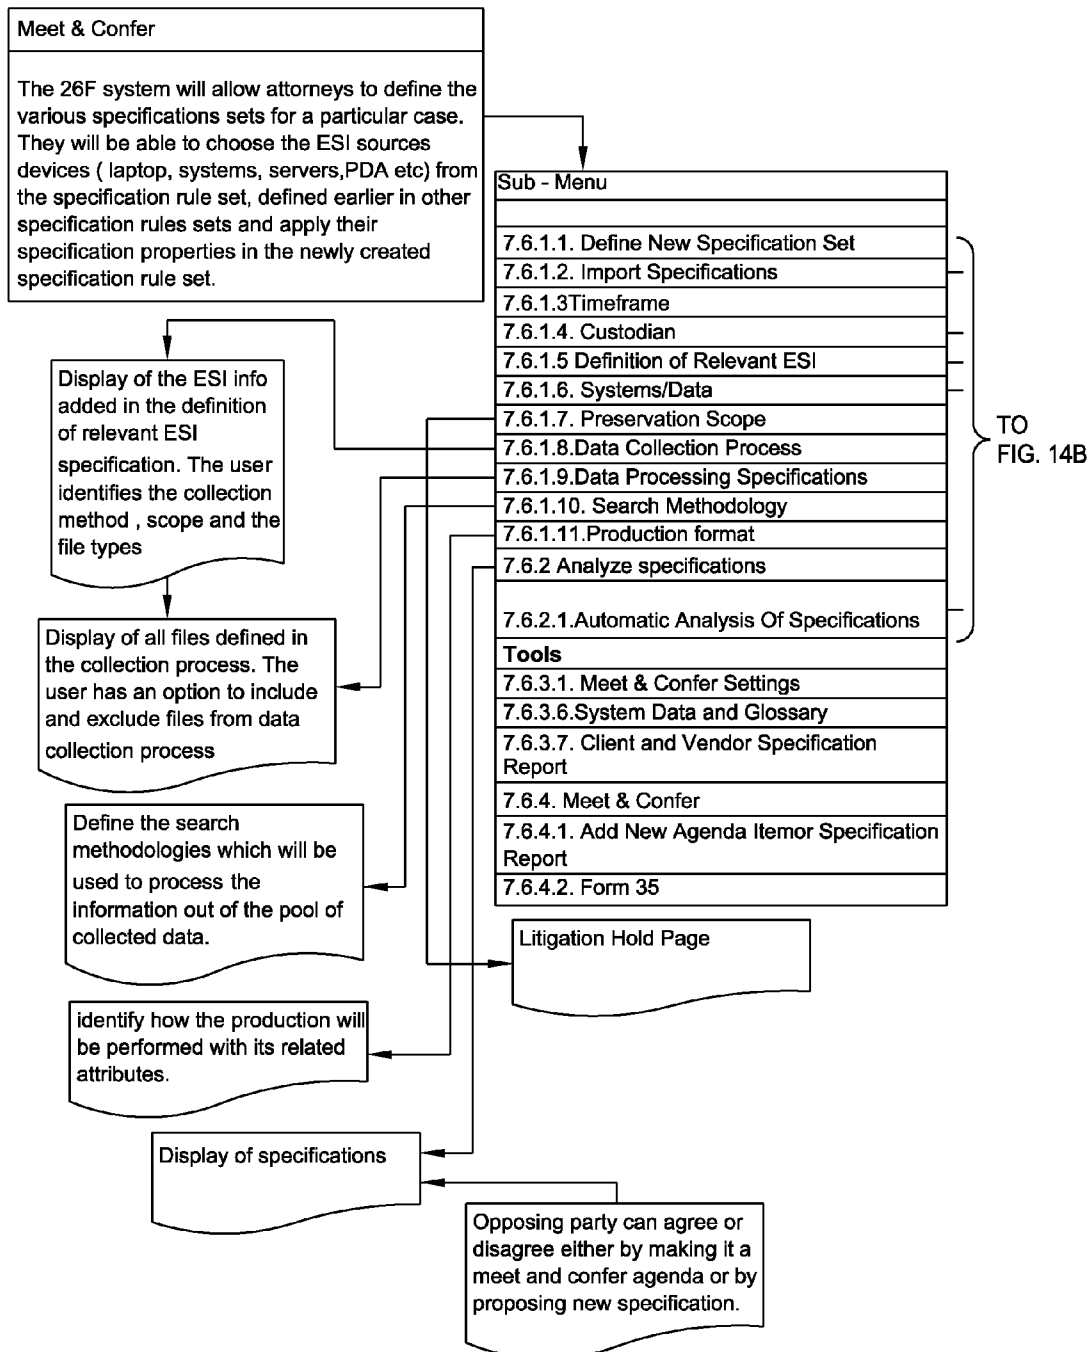 Meet & Confer
The 26F system will allow attorneys to define the
various specifications sets for a particular case.
They will be able to choose the ESI sources
devices ( laptop, systems, servers,PDA etc) from
the specification rule set, defined earlier in other
specification rules sets and apply their
specification properties in the newly created
specification rule set.
Sub - Menu
7.6.1.1. Define New Specification Set
7.6.1.2. Import Specifications
7.6.1.3Timeframe
7.6.1.4. Custodian
7.6.1.5 Definition of Relevant ESI
7.6.1.6. Systems/Data
7.6.1.7. Preservation Scope
7.6.1.8.Data Collection Process
7.6.1.9.Data Processing Specifications
7.6.1.10. Search Methodology
7.6.1.11.Production format
7.6.2 Analyze specifications
7.6.2.1.Automatic Analysis Of Specifications
Tools
7.6.3.1. Meet & Confer Settings
7.6.3.6.System Data and Glossary
7.6.3.7. Client and Vendor Specification
Report
7.6.4. Meet & Confer
7.6.4.1. Add New Agenda Itemor Specification
Report
7.6.4.2. Form 35
TO
FIG. 14B
Display of the ESI info
added in the definition
of relevant ESI
specification. The user
identifies the collection
method , scope and the
file types
Display of all files defined in
the collection process. The
user has an option to include
and exclude files from data
collection process
Define the search
methodologies which will be
used to process the
information out of the pool of
collected data.
Litigation Hold Page
identify how the production will
be performed with its related
attributes.
Display of specifications
Opposing party can agree or
disagree either by making it a
meet and confer agenda or by
proposing new specification.